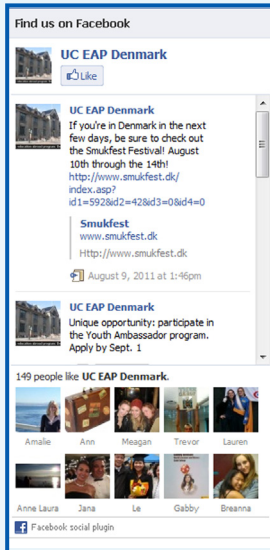 Find us on Facebook
UC EAP Denmark
Like
UC EAP Denmark
If you're in Denmark in the next
few days, be sure to check out
the Smukfest Festival! August
10th through the 14th!
http://www.smukfest.dk/
index.asp?
id1=592&id2=42&id3=0&id4=0
Smukfest
www.smukfest.dk
Http://www.smukfest.dk
August 9, 2011 at 1:46pm
UC EAP Denmark
Unique opportunity: participate in
the Youth Ambassador program.
Apply by Sept. 1
149 people like UC EAP Denmark.
Amalie Ann Meagan Trevor Lauren
Anne Laura Jana Le Gabby Breanna
Facebook social plugin